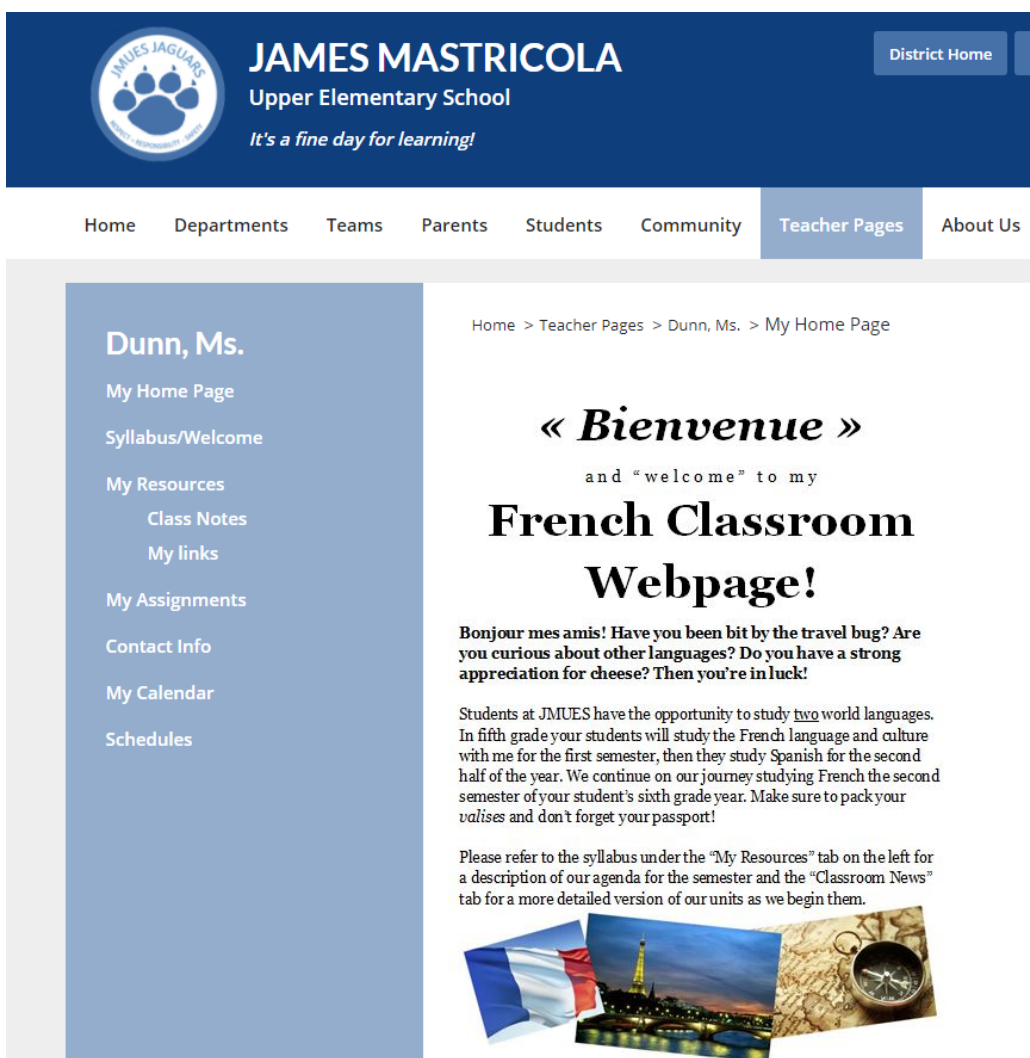 JMUES JAGUARS
RESPECT - RESPONSIBILITY - SAFETY
JAMES MASTRICOLA
Upper Elementary School
It's a fine day for learning!
District Home
Home Departments Teams Parents Students Community Teacher Pages About Us
Dunn, Ms.
My Home Page
Syllabus/Welcome
My Resources
Class Notes
My links
My Assignments
Contact Info
My Calendar
Schedules
Home > Teacher Pages > Dunn, Ms. > My Home Page
« Bienvenue »
and “welcome” to my
French Classroom
Webpage!
Bonjour mes amis! Have you been bit by the travel bug? Are
you curious about other languages? Do you have a strong
appreciation for cheese? Then you’re in luck!
Students at JMUES have the opportunity to study two world languages.
In fifth grade your students will study the French language and culture
with me for the first semester, then they study Spanish for the second
half of the year. We continue on our journey studying French the second
semester of your student’s sixth grade year. Make sure to pack your
valises and don’t forget your passport!
Please refer to the syllabus under the “My Resources” tab on the left for
a description of our agenda for the semester and the “Classroom News”
tab for a more detailed version of our units as we begin them.